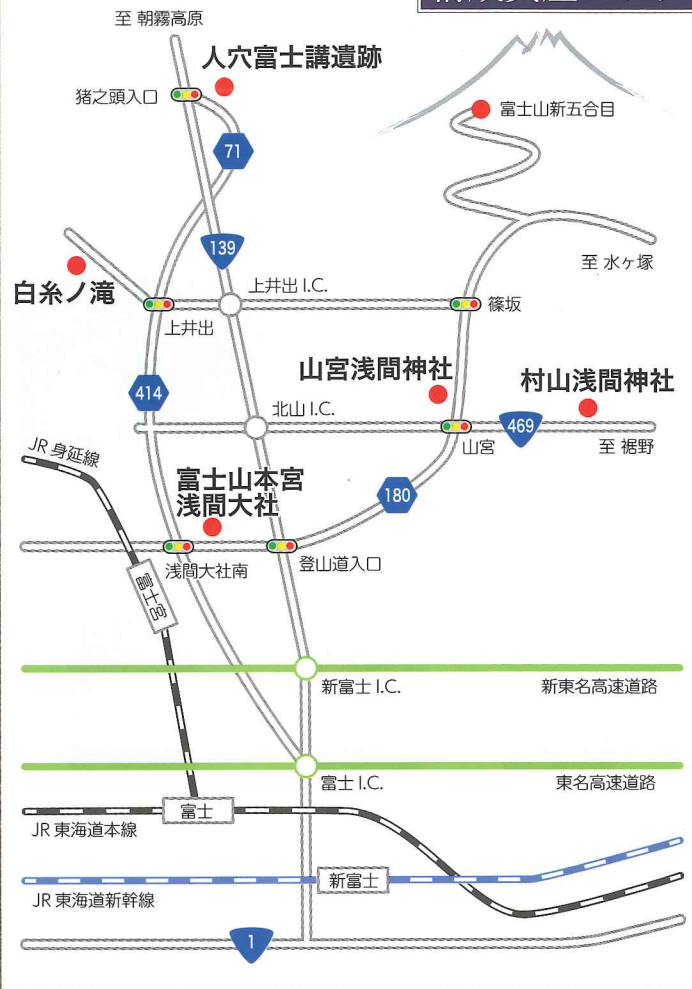 至 朝霧高原
人穴富士講遺跡
猪之頭入口
富士山新五合目
71
139
至 水ヶ塚
白糸ノ滝
上井出 I.C.
上井出
篠坂
山宮浅間神社
村山浅間神社
414
北山 I.C.
469
山宮
至 裾野
JR 身延線
富士山本宮
浅間大社
180
浅間大社南
登山道入口
富士宮
新富士 I.C.
新東名高速道路
富士 I.C.
東名高速道路
富士
JR 東海道本線
新富士
JR 東海道新幹線
1